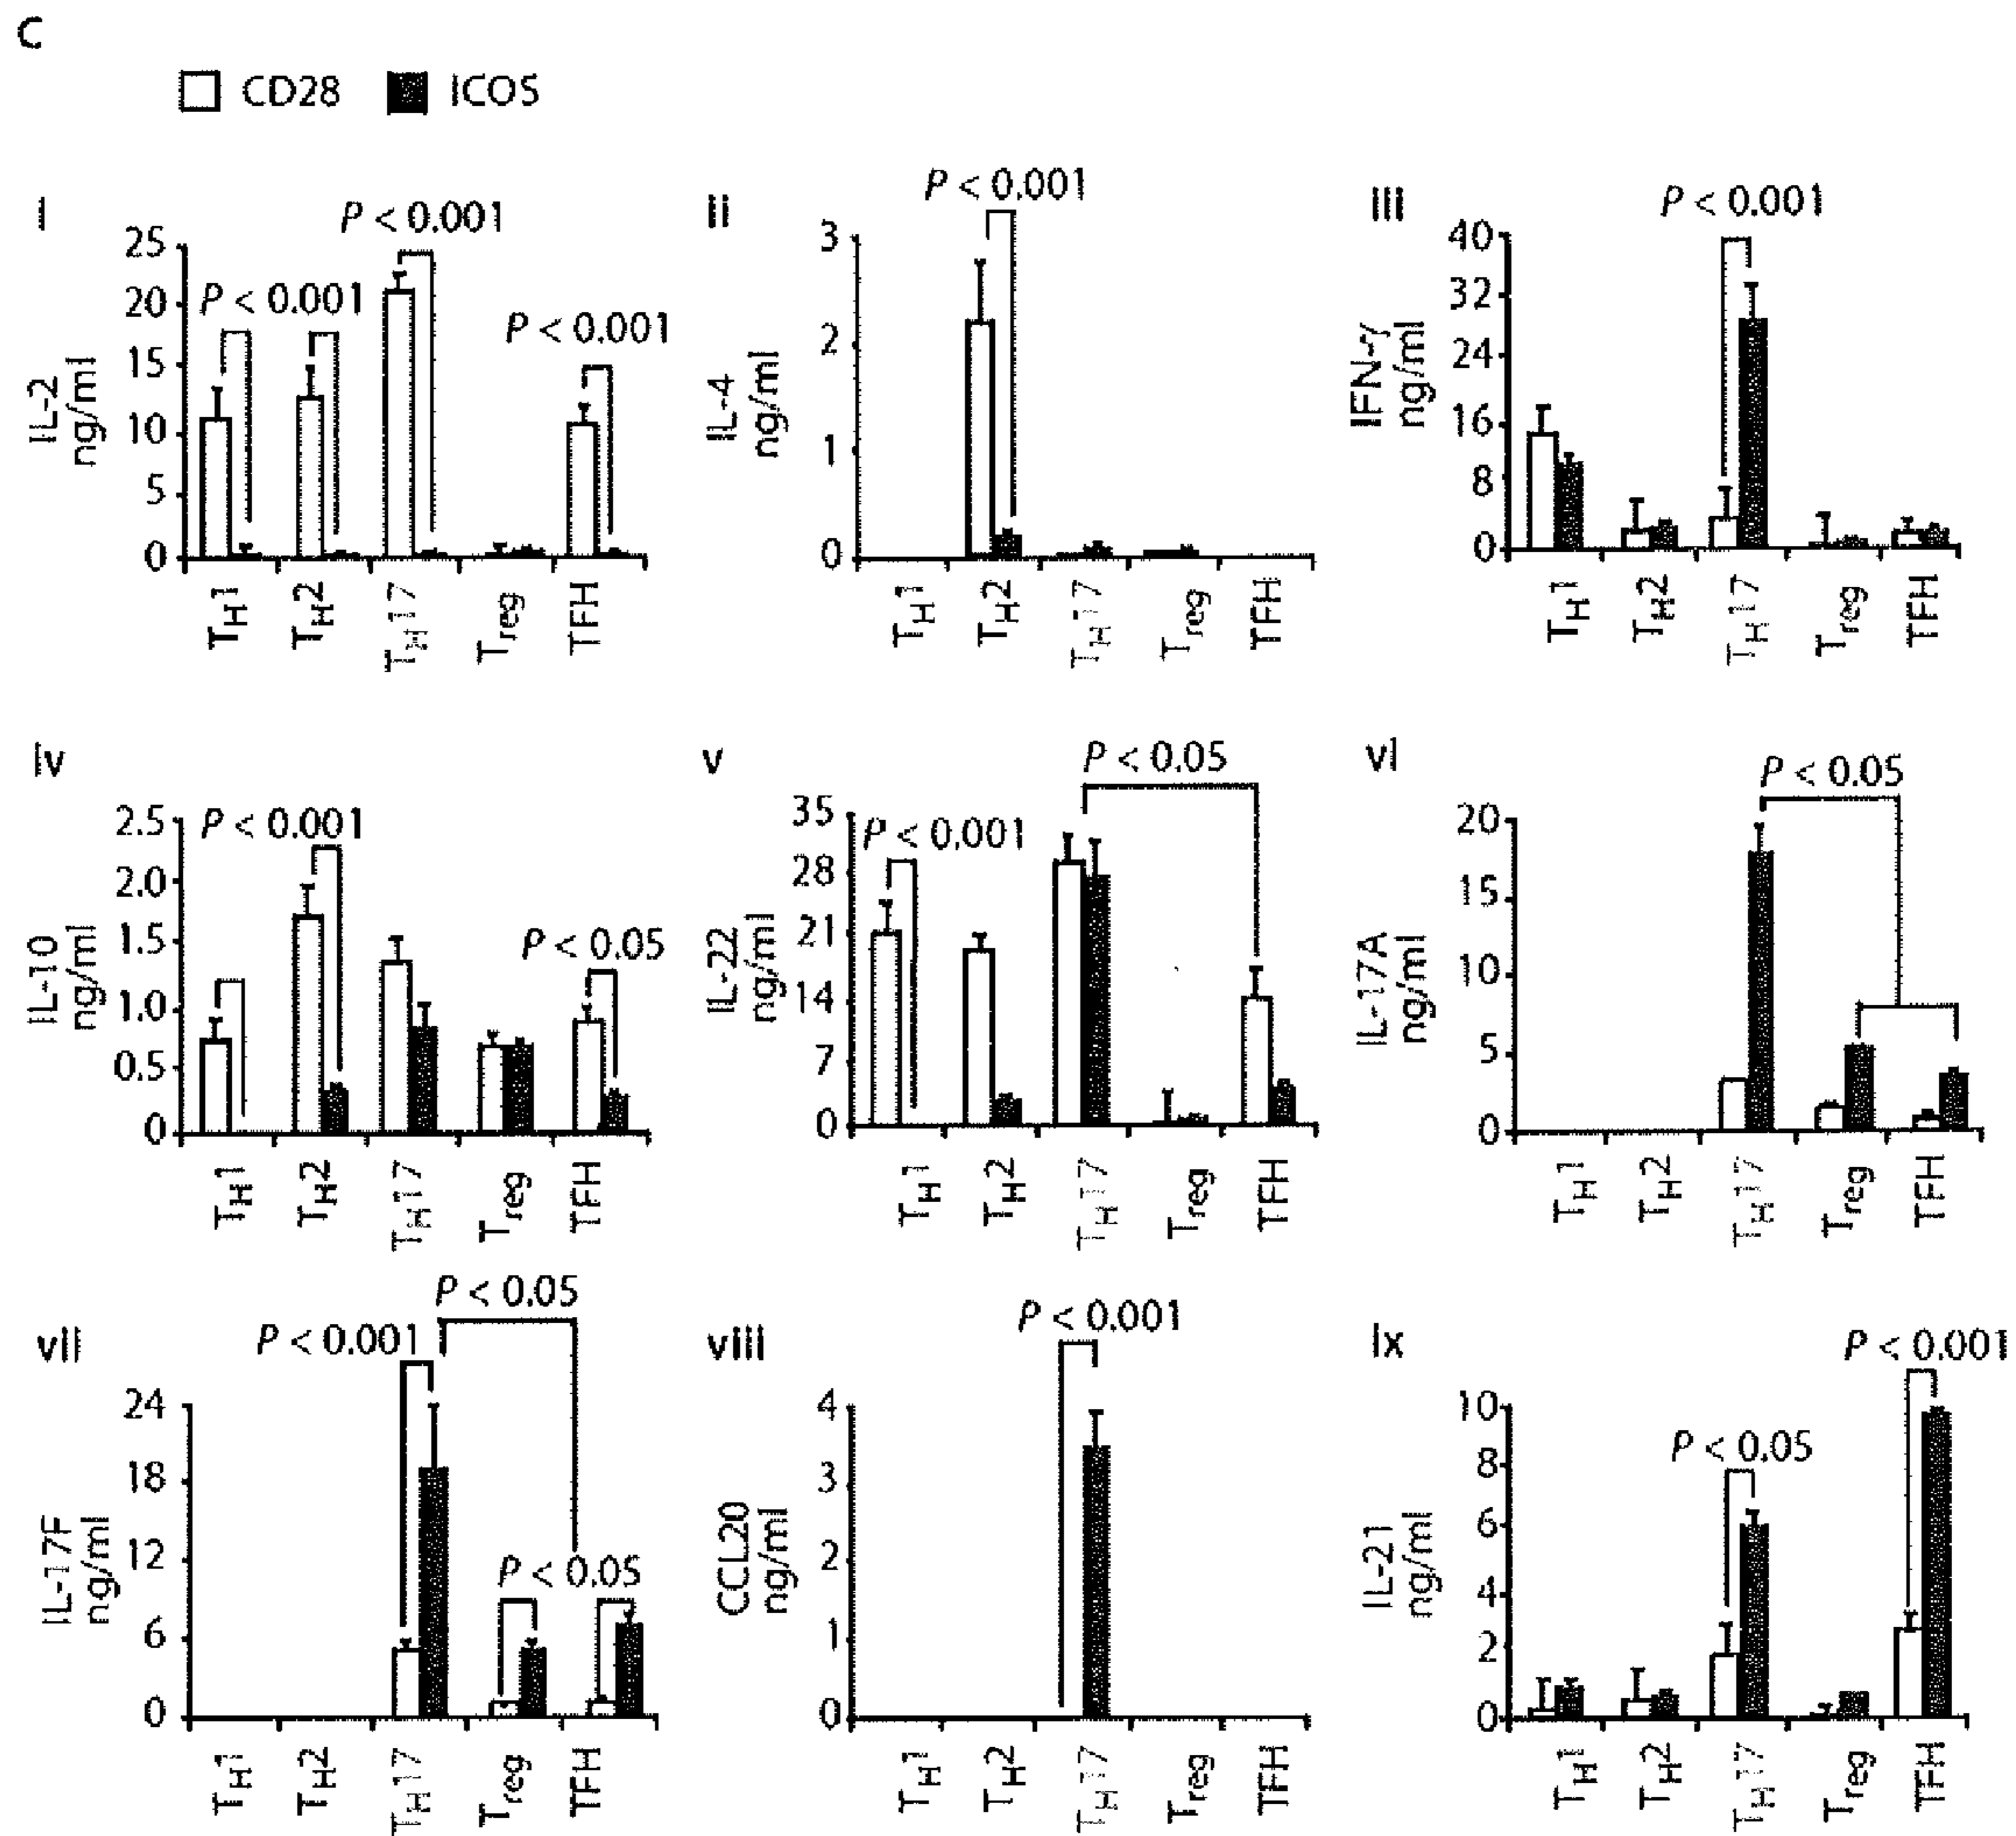 C
CD28 ICOS
i
P < 0.001
P < 0.001
P < 0.001
25
20
15
10
5
0
IL-2
ng/ml
TH1 TH2 TH17 Treg TFH
ii
P < 0.001
3
2
1
0
IL-4
ng/ml
TH1 TH2 TH17 Treg TFH
iii
P < 0.001
40
32
24
16
8
0
IFN-γ
ng/ml
TH1 TH2 TH17 Treg TFH
iv
P < 0.001
P < 0.05
2.5
2.0
1.5
1.0
0.5
0
IL-10
ng/ml
TH1 TH2 TH17 Treg TFH
v
P < 0.05
P < 0.001
35
28
21
14
7
0
IL-22
ng/ml
TH1 TH2 TH17 Treg TFH
vi
P < 0.05
20
15
10
5
0
IL-17A
ng/ml
TH1 TH2 TH17 Treg TFH
vii
P < 0.05
P < 0.001
P < 0.05
24
18
12
6
0
IL-17F
ng/ml
TH1 TH2 TH17 Treg TFH
viii
P < 0.001
4
3
2
1
0
CCL20
ng/ml
TH1 TH2 TH17 Treg TFH
ix
P < 0.001
P < 0.05
10
8
6
4
2
0
IL-21
ng/ml
TH1 TH2 TH17 Treg TFH